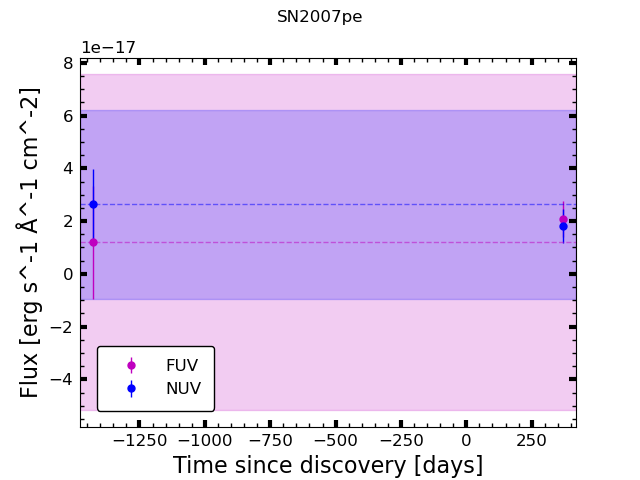 SN2007pe
1e−17
8
6
4
2
0
−2
−4
Flux [erg s^-1 Å^-1 cm^-2]
FUV
NUV
−1250 −1000 −750 −500 −250 0 250
Time since discovery [days]